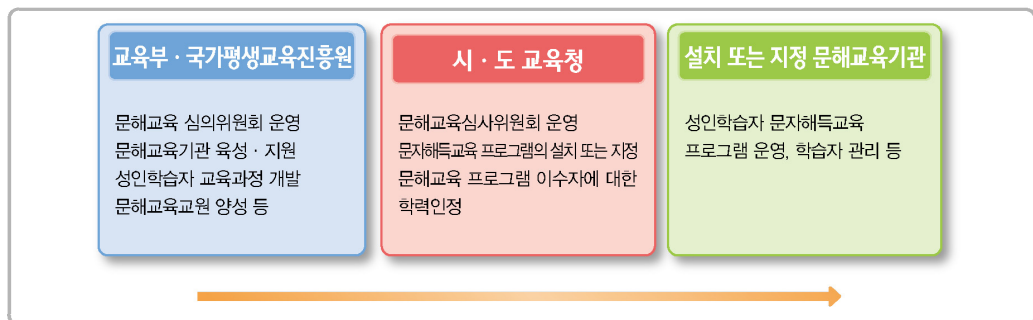 교육부 · 국가평생교육진흥원
문해교육 심의위원회 운영
문해교육기관 육성 · 지원
성인학습자 교육과정 개발
문해교육교원 양성 등
시 · 도 교육청
문해교육심사위원회 운영
문자해득교육 프로그램의 설치 또는 지정
문해교육 프로그램 이수자에 대한
학력인정
설치 또는 지정 문해교육기관
성인학습자 문자해득교육
프로그램 운영, 학습자 관리 등